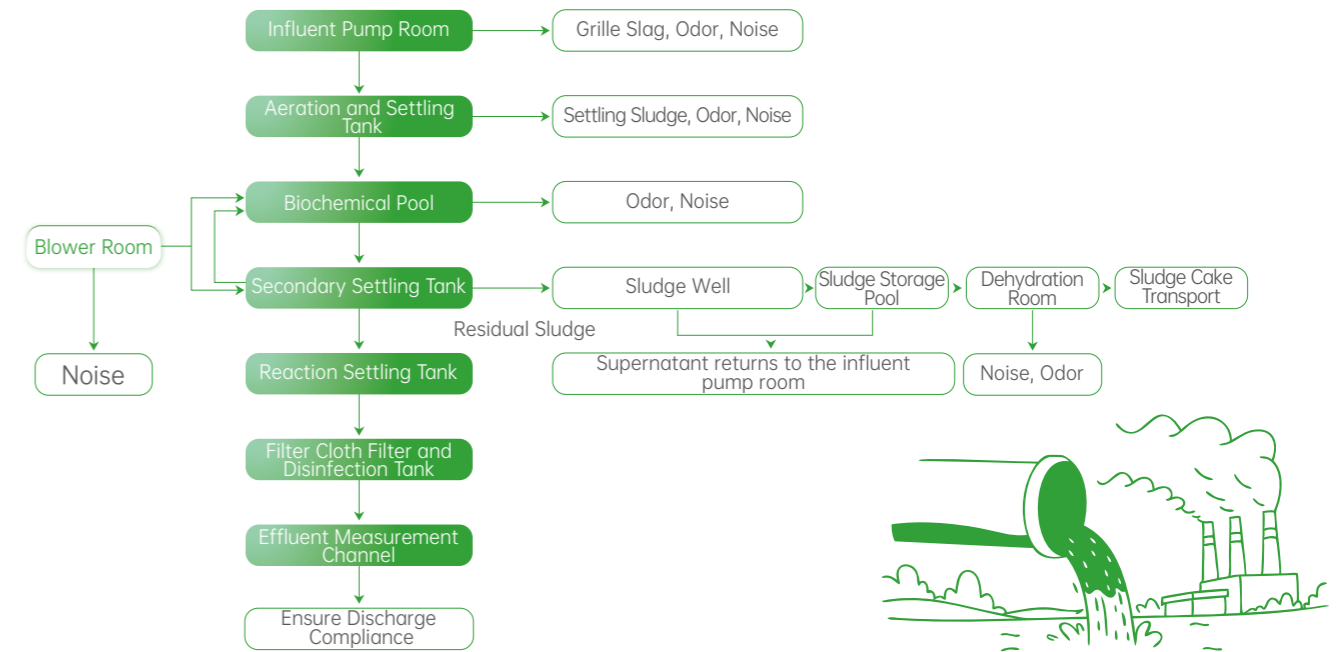 Influent Pump Room
Grille Slag, Odor, Noise
Aeration and Settling
Tank
Settling Sludge, Odor, Noise
Biochemical Pool
Odor, Noise
Blower Room
Secondary Settling Tank
Sludge Well
Sludge Storage
Pool
Dehydration
Room
Sludge Cake
Transport
Residual Sludge
Noise
Reaction Settling Tank
Supernatant returns to the influent
pump room
Noise, Odor
Filter Cloth Filter and
Disinfection Tank
Effluent Measurement
Channel
Ensure Discharge
Compliance